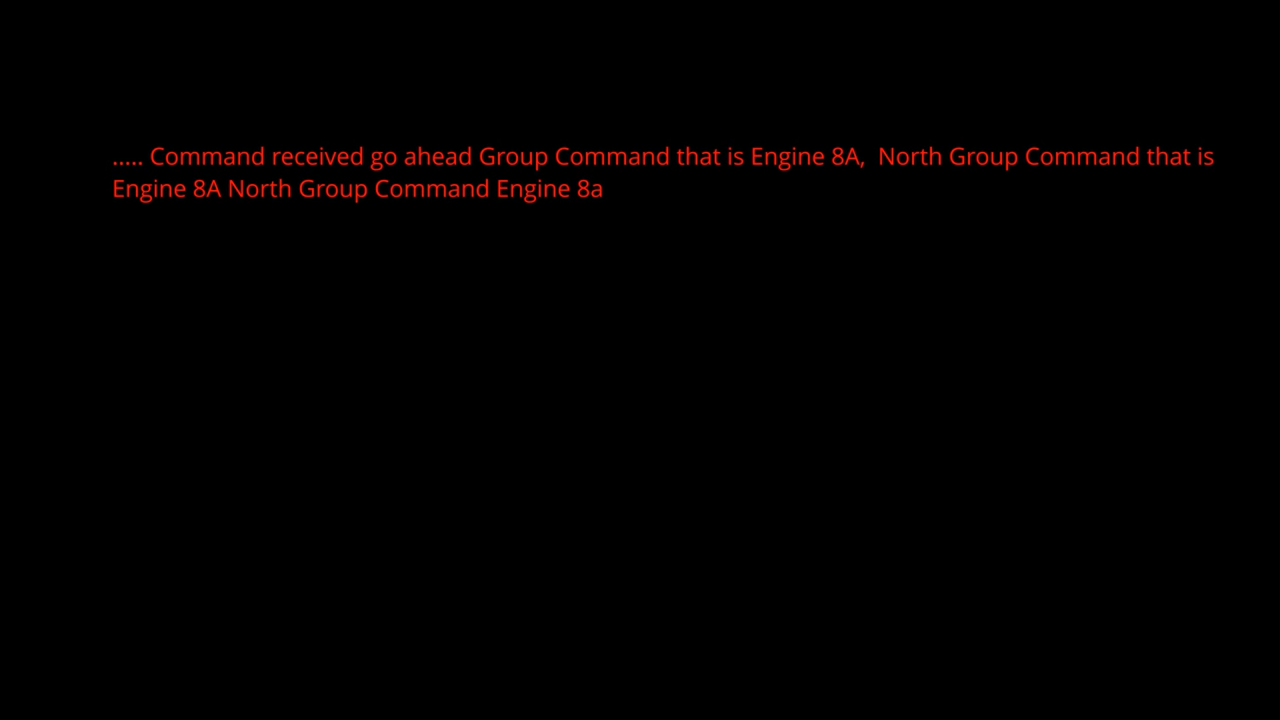 ..... Command received go ahead Group Command that is Engine 8A,  North Group Command that is
Engine 8A North Group Command Engine 8a